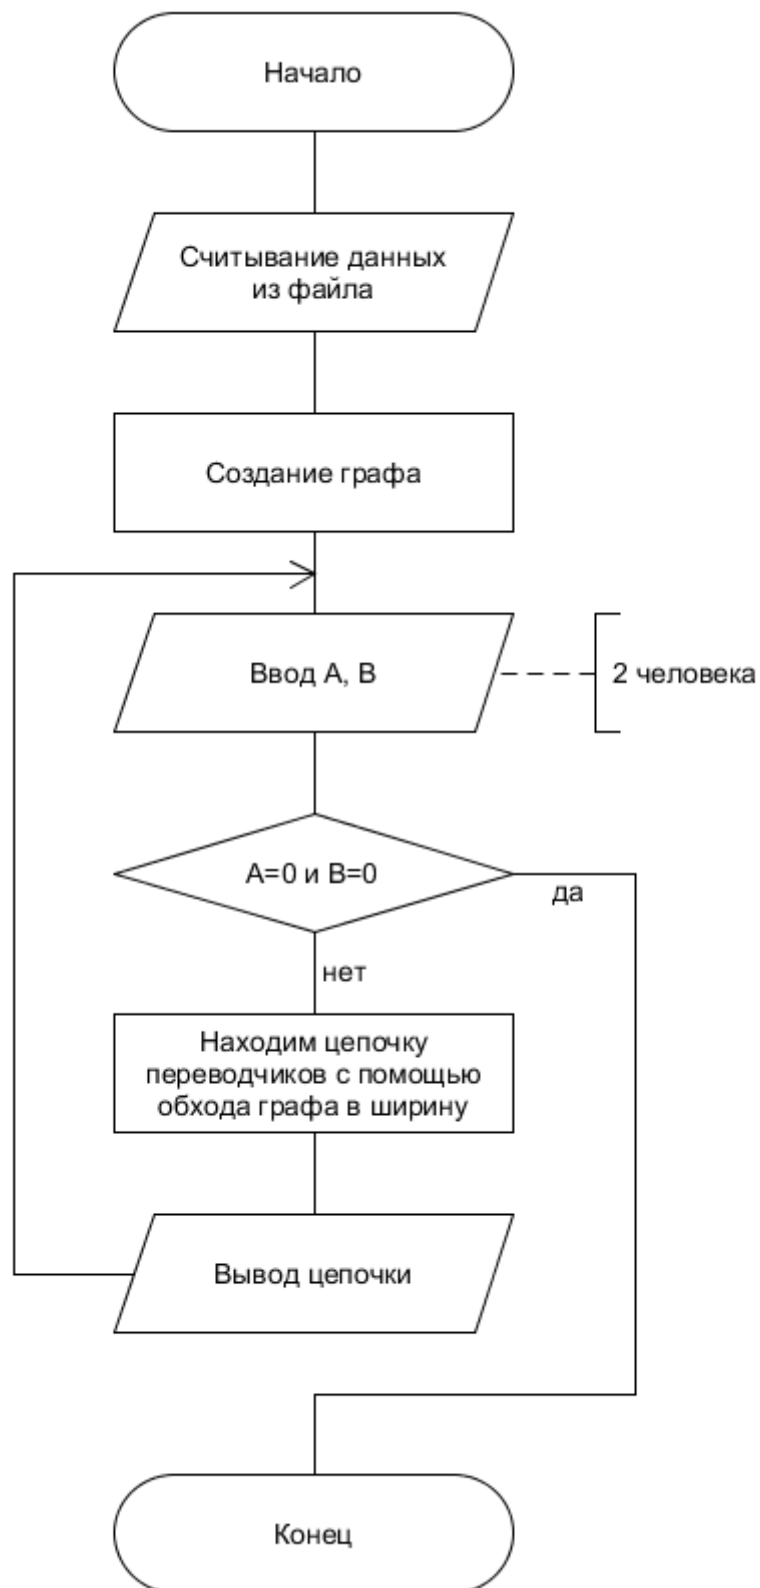 Начало
Считывание данных
из файла
Создание графа
Ввод A, B
2 человека
A=0 и B=0
да
нет
Находим цепочку
переводчиков с помощью
обхода графа в ширину
Вывод цепочки
Конец